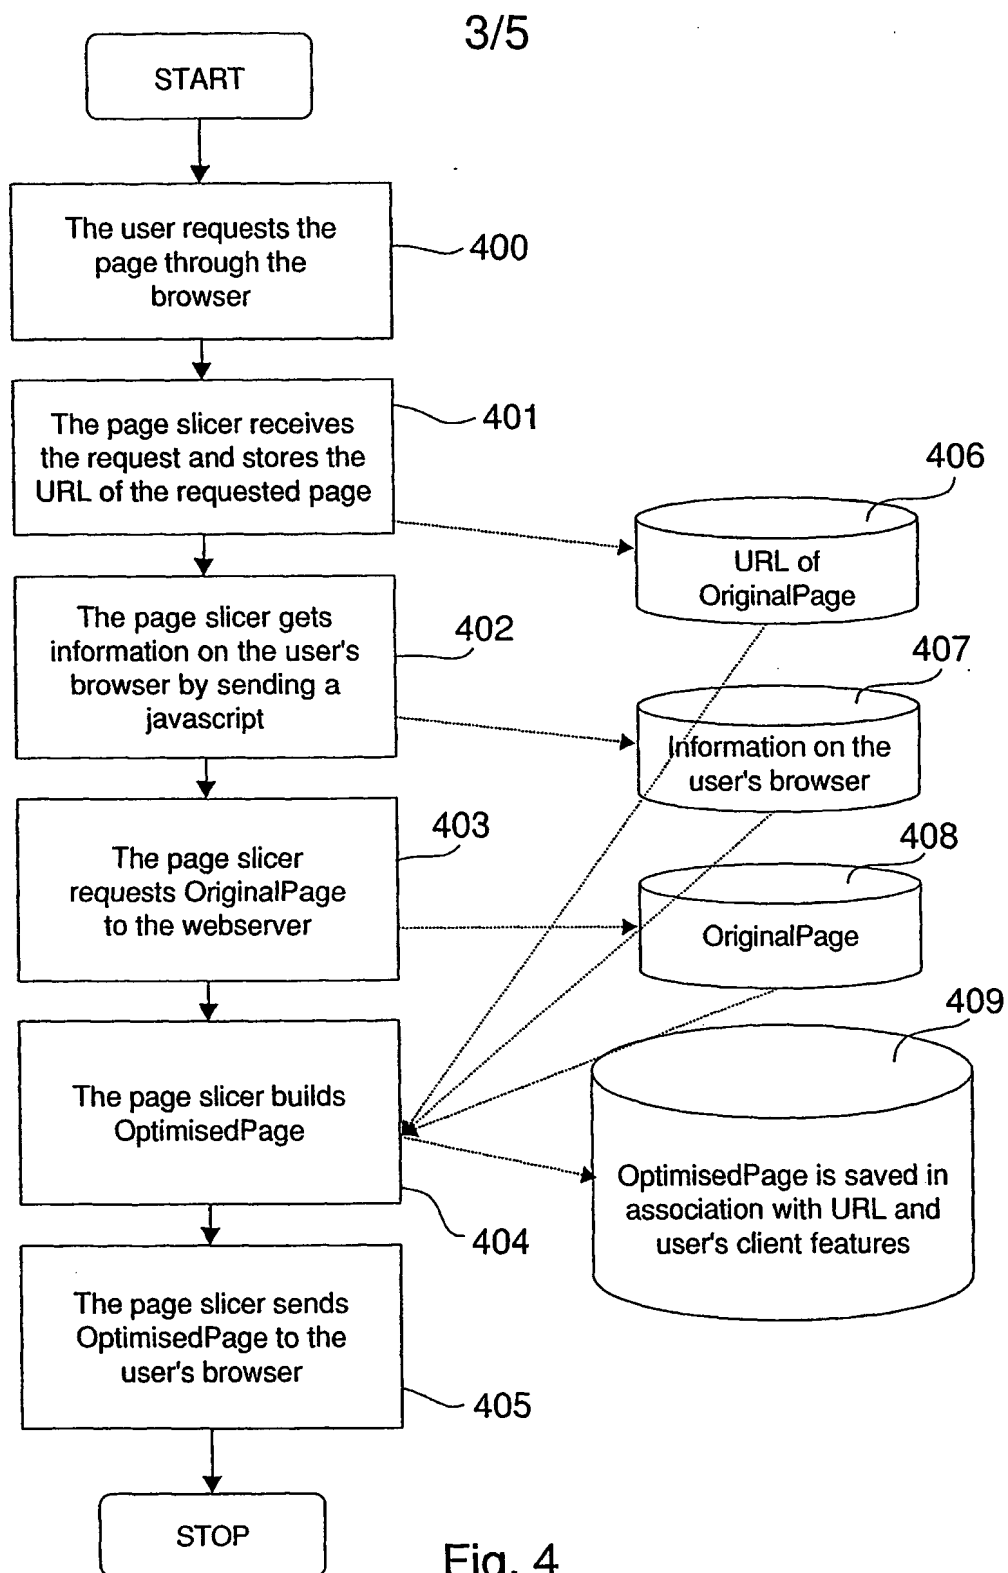 3/5
START
The user requests the
page through the
browser
400
The page slicer receives
the request and stores the
URL of the requested page
401
406
URL of
OriginalPage
The page slicer gets
information on the user's
browser by sending a
javascript
402
407
Information on the
user's browser
The page slicer
requests OriginalPage
to the webserver
403
408
OriginalPage
The page slicer builds
OptimisedPage
404
409
OptimisedPage is saved in
association with URL and
user's client features
The page slicer sends
OptimisedPage to the
user's browser
405
STOP
Fig. 4